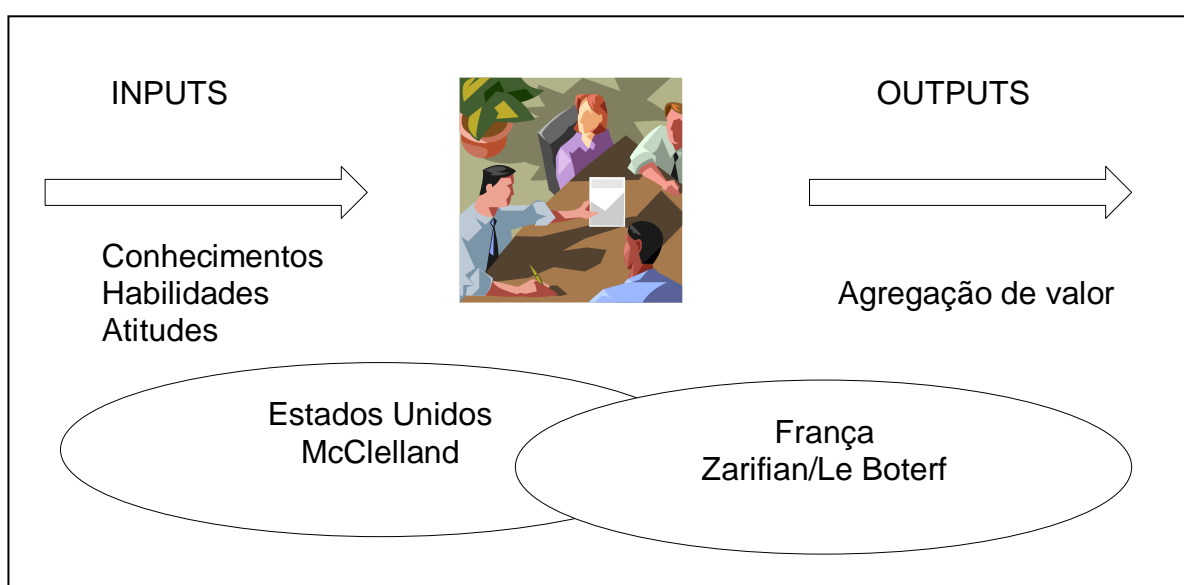 INPUTS
OUTPUTS
Conhecimentos
Habilidades
Atitudes
Agregação de valor
Estados Unidos
McClelland
França
Zarifian/Le Boterf